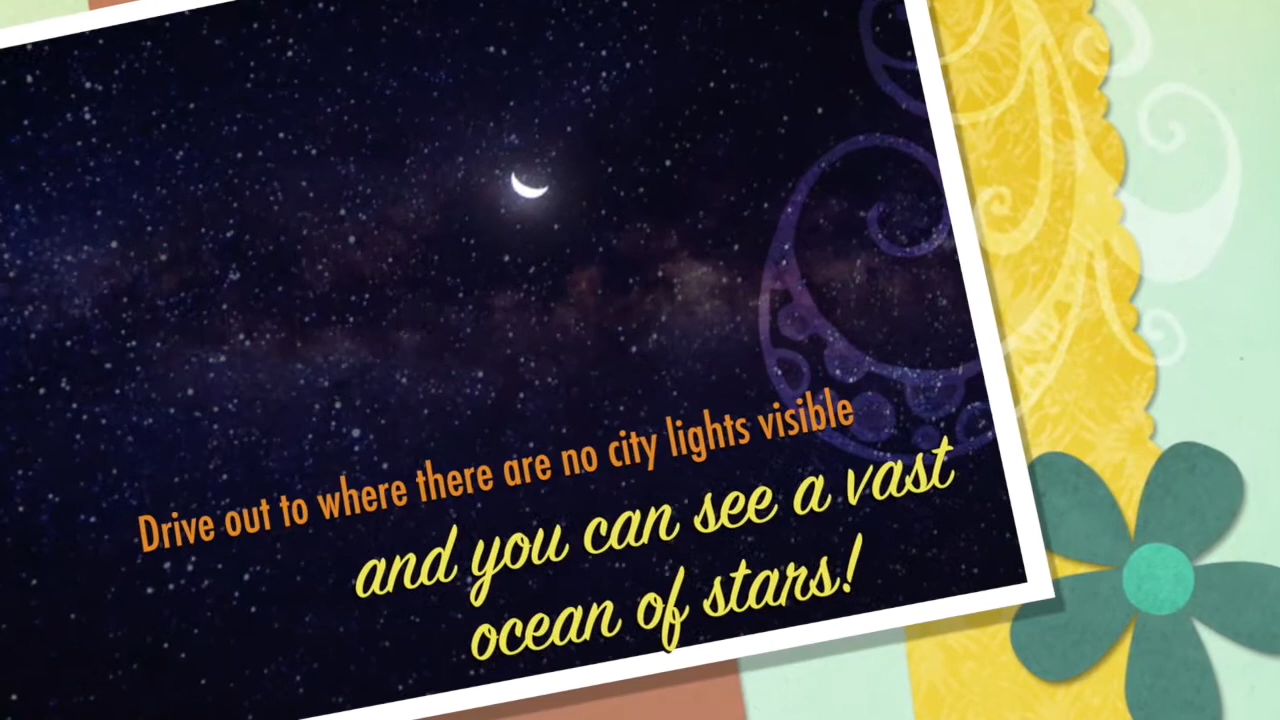 Drive out to where there are no city lights visible
and you can see a vast
ocean of stars!